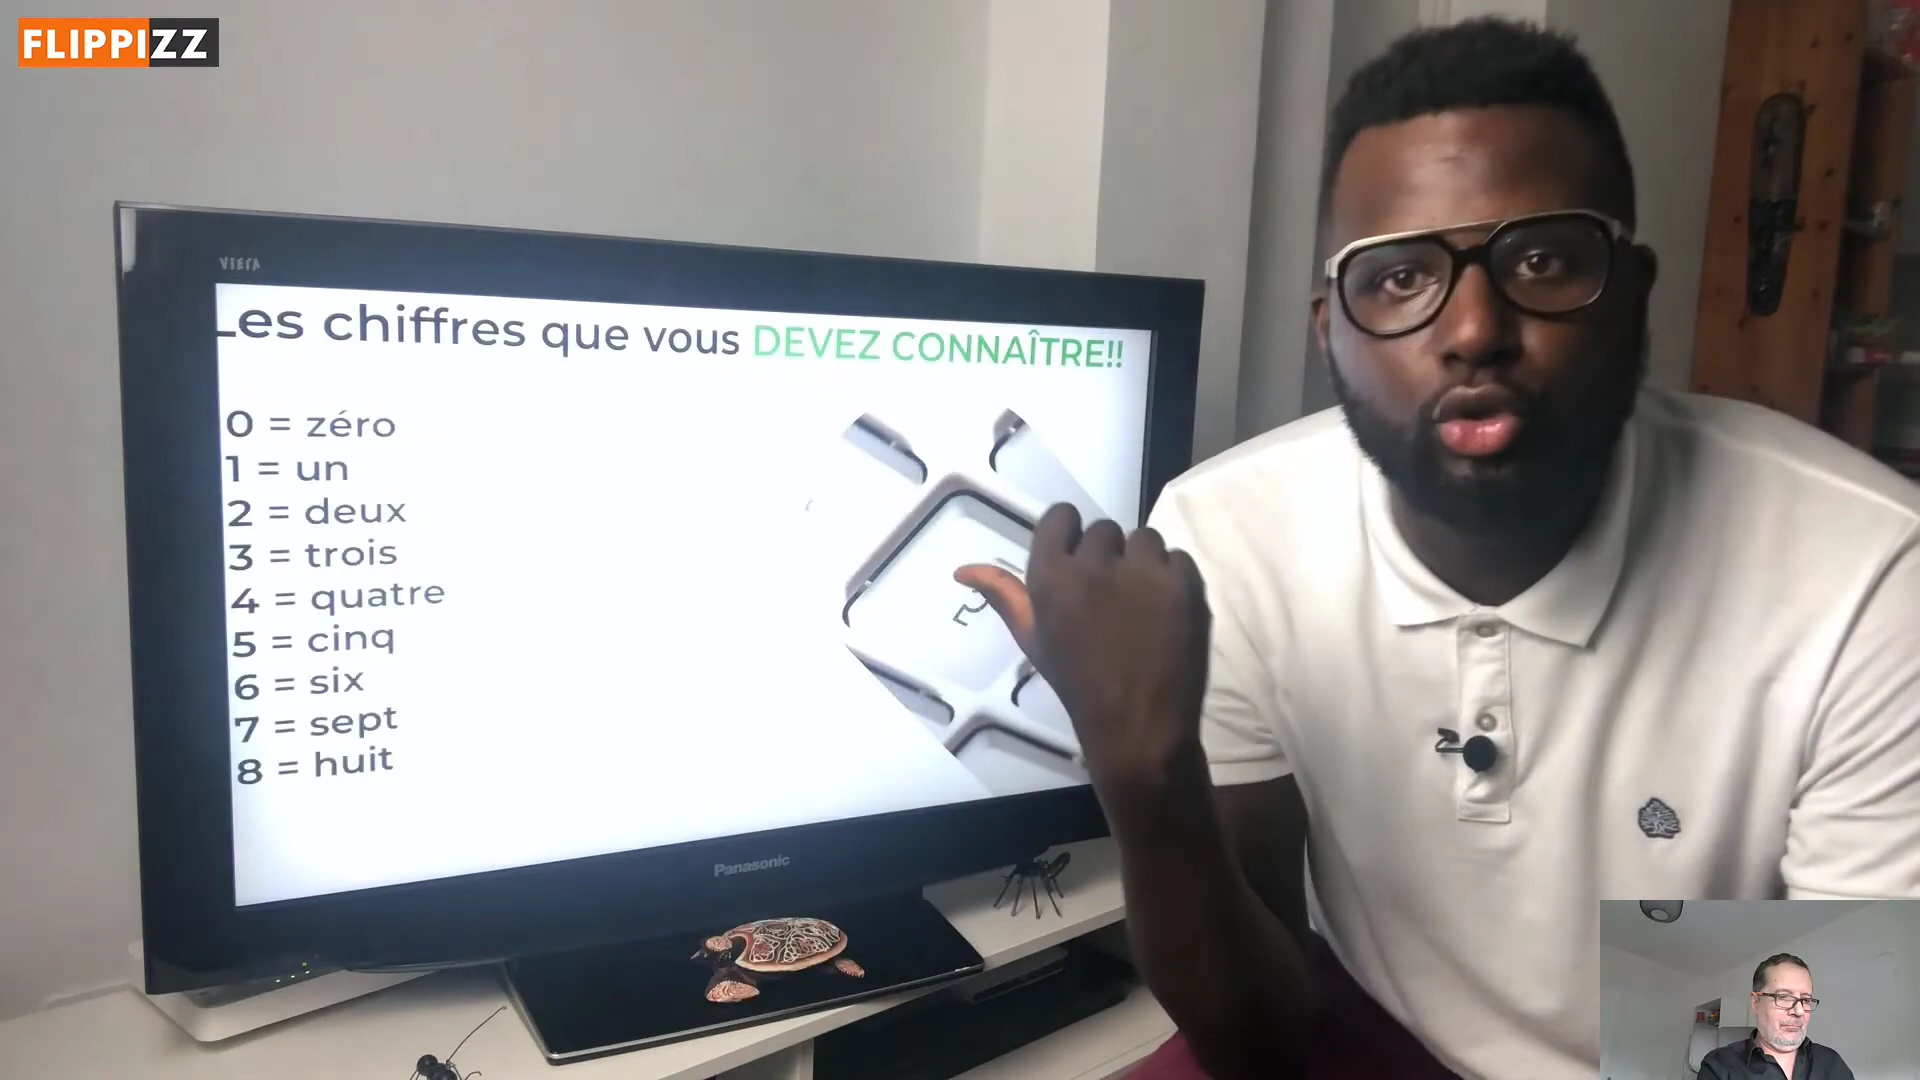 FLIPPIZZ
VIERA
Les chiffres que vous DEVEZ CONNAÎTRE!!
0 = zéro
1 = un
2 = deux
3 = trois
4 = quatre
5 = cinq
6 = six
7 = sept
8 = huit
Panasonic